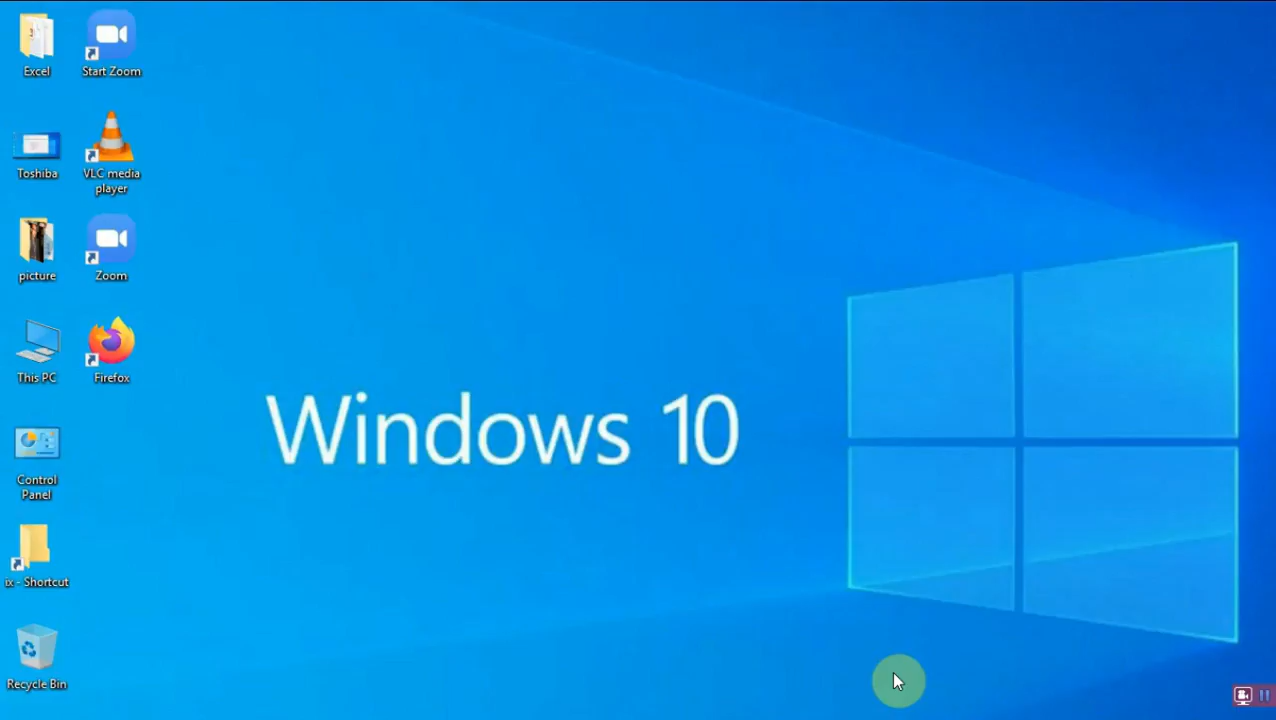 Excel
Start Zoom
Toshiba
VLC media
player
picture
Zoom
This PC
Firefox
Windows 10
Control
Panel
ix - Shortcut
Recycle Bin